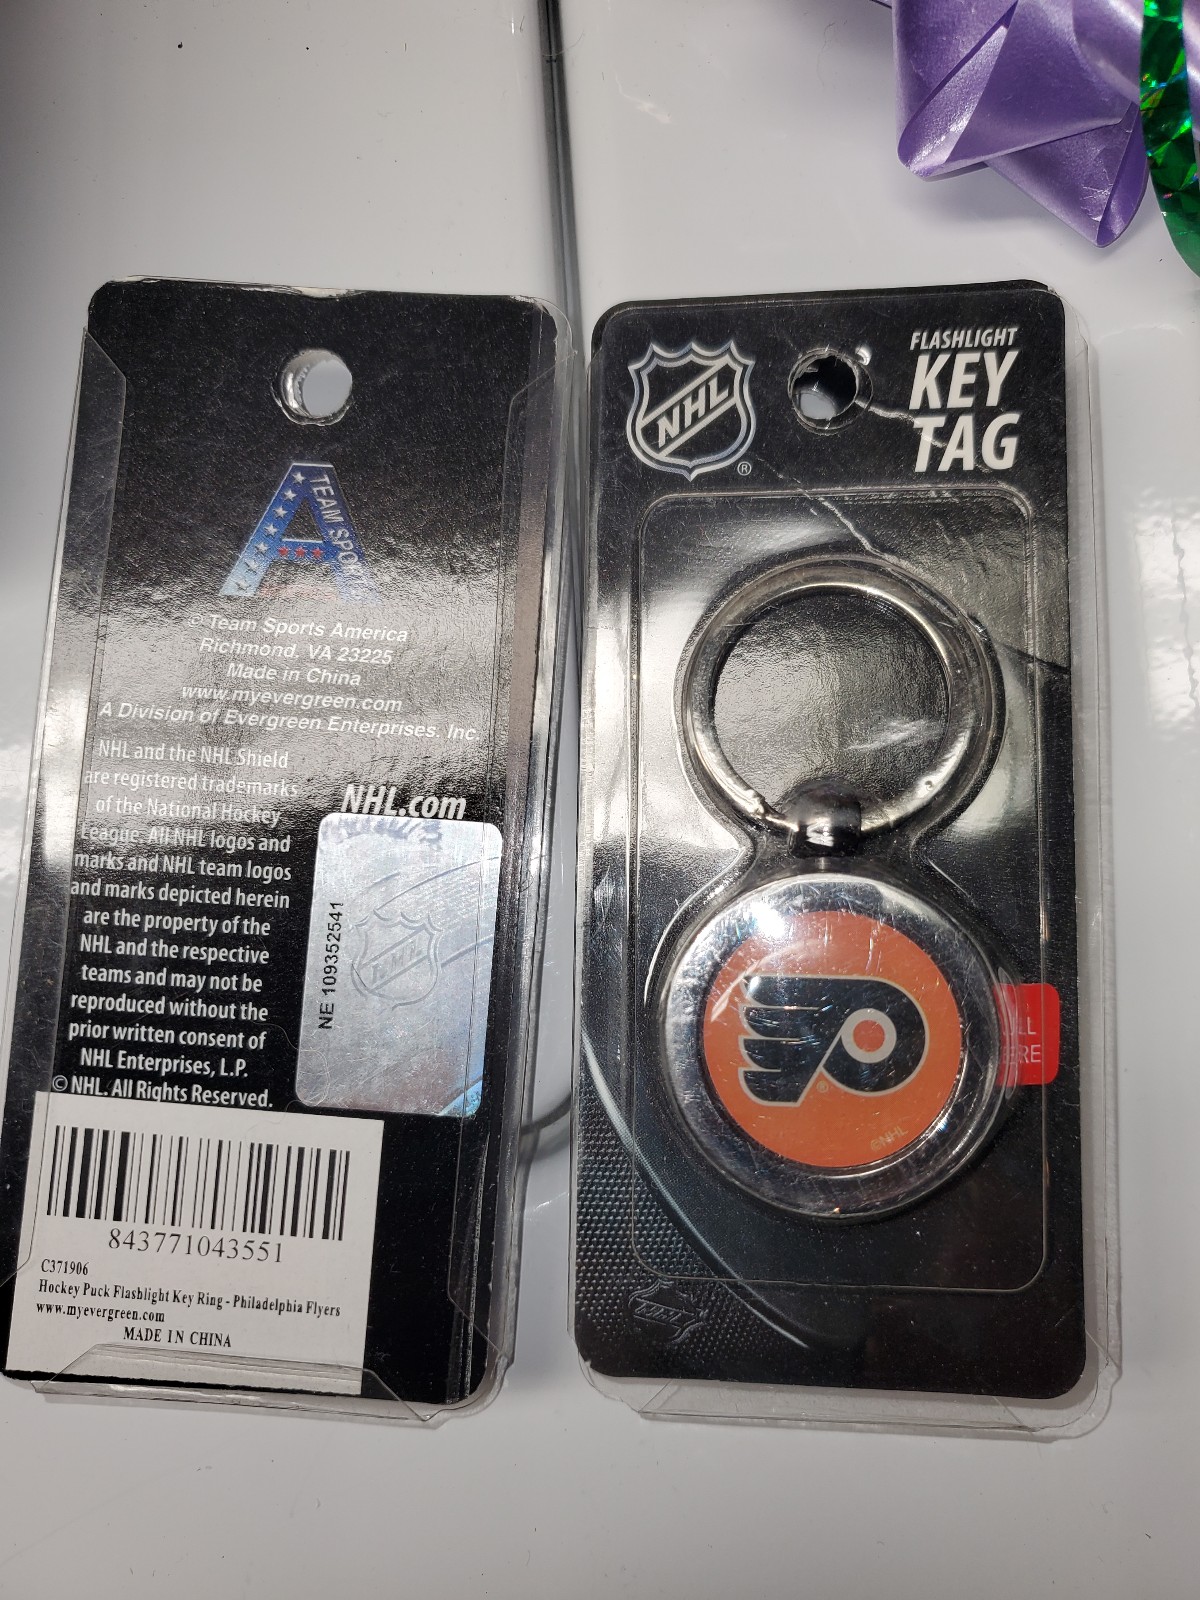 TEAM SPO
© Team Sports America
Richmond, VA 23225
Made in China
www.myevergreen.com
A Division of Evergreen Enterprises. Inc.
NHL and the NHL Shield
are registered trademarks
of the National Hockey
League. All NHL logos and
marks and NHL team logos
and marks depicted herein
are the property of the
NHL and the respective
teams and may not be
reproduced without the
prior written consent of
NHL Enterprises, L.P.
© NHL. All Rights Reserved.
NHL.com
NE 109352541
NHL
843771043551
C371906
Hockey Puck Flashlight Key Ring - Philadelphia Flyers
www.myevergreen.com
MADE IN CHINA
NHL
®
FLASHLIGHT
KEY
TAG
®
©NHL
NHL